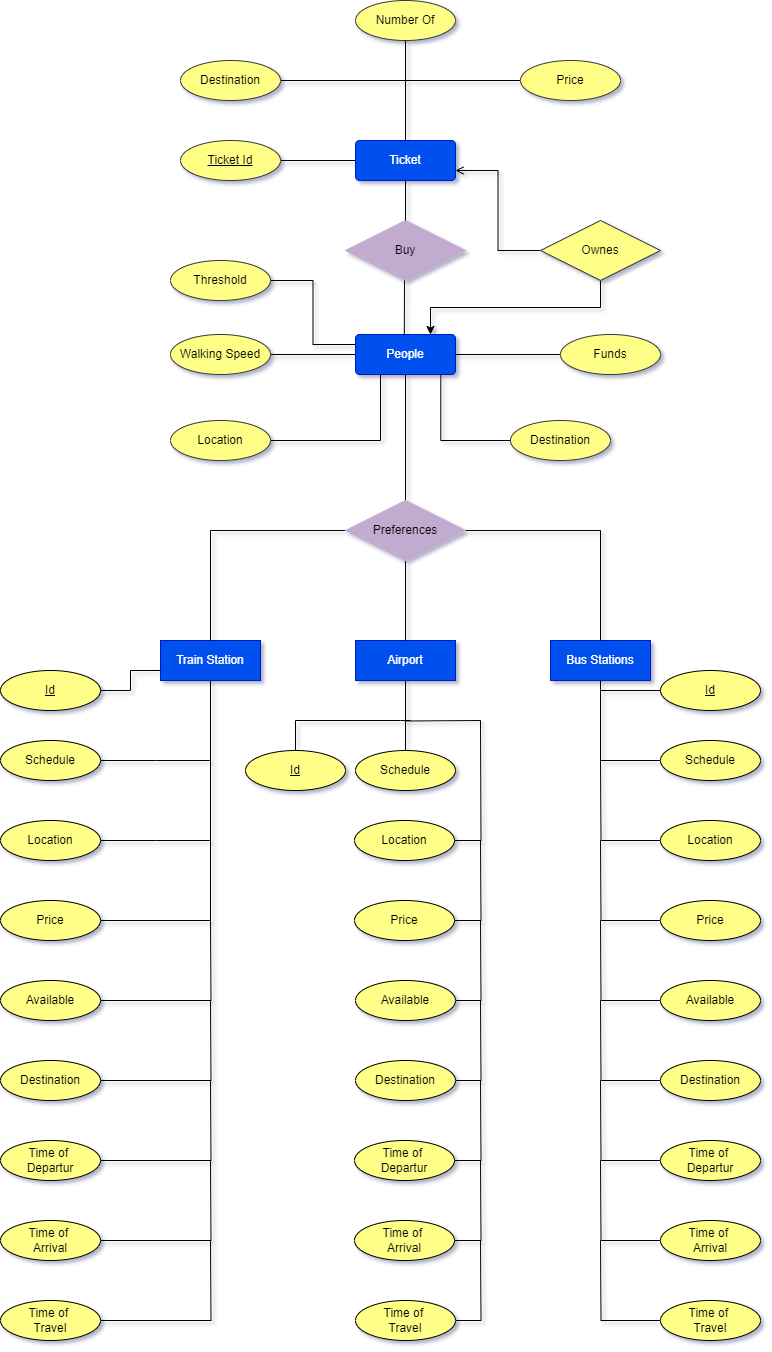 Number Of
Destination
Price
Ticket Id
Ticket
Buy
Ownes
Threshold
Walking Speed
People
Funds
Location
Destination
Preferences
Train Station
Airport
Bus Stations
Id
Id
Schedule
Schedule
Id
Schedule
Location
Location
Location
Price
Price
Price
Available
Available
Available
Destination
Destination
Destination
Time of
Departur
Time of
Departur
Time of
Departur
Time of
Arrival
Time of
Arrival
Time of
Arrival
Time of
Travel
Time of
Travel
Time of
Travel